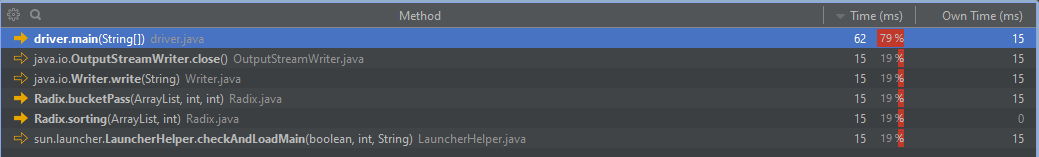 Method Time (ms) Own Time (ms)
driver.main(String[]) driver.java 62 79 % 15
java.io.OutputStreamWriter.close() OutputStreamWriter.java 15 19 % 15
java.io.Writer.write(String) Writer.java 15 19 % 15
Radix.bucketPass(ArrayList, int, int) Radix.java 15 19 % 15
Radix.sorting(ArrayList, int) Radix.java 15 19 % 0
sun.launcher.LauncherHelper.checkAndLoadMain(boolean, int, String) LauncherHelper.java 15 19 % 15